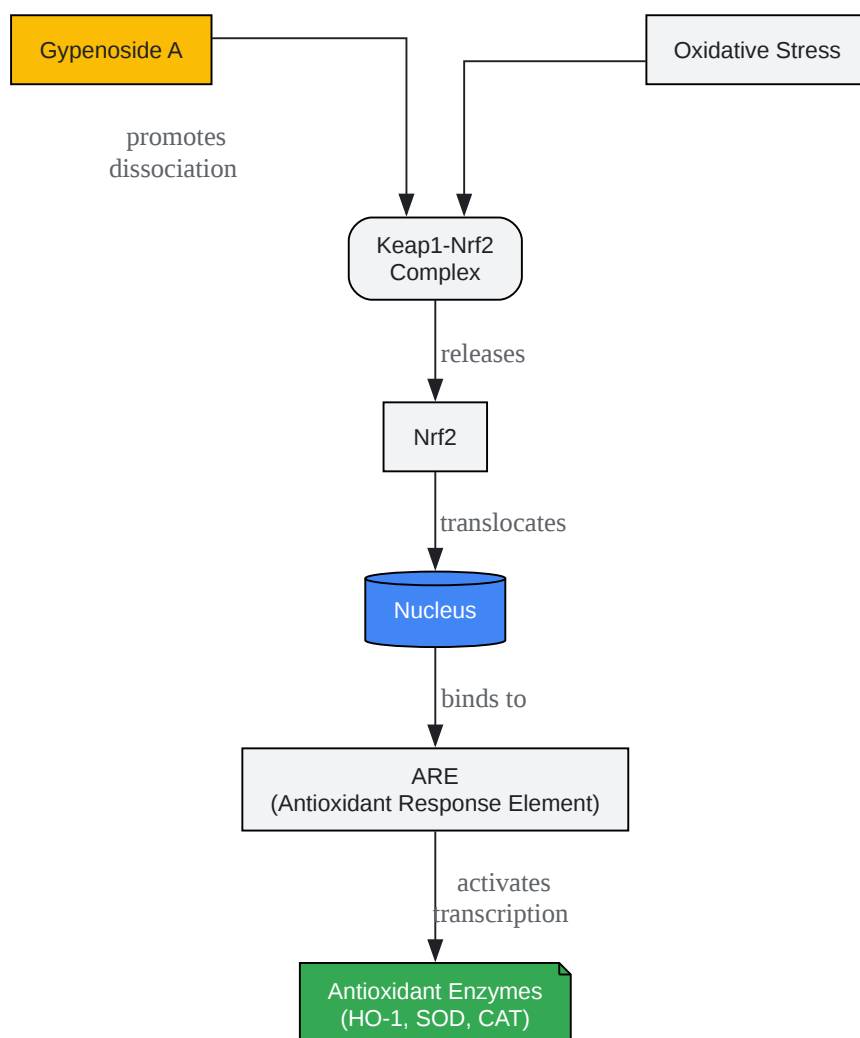 Gypenoside A
Oxidative Stress
promotes
dissociation
Keap1-Nrf2
Complex
releases
Nrf2
translocates
Nucleus
binds to
ARE
(Antioxidant Response Element)
activates
transcription
Antioxidant Enzymes
(HO-1, SOD, CAT)